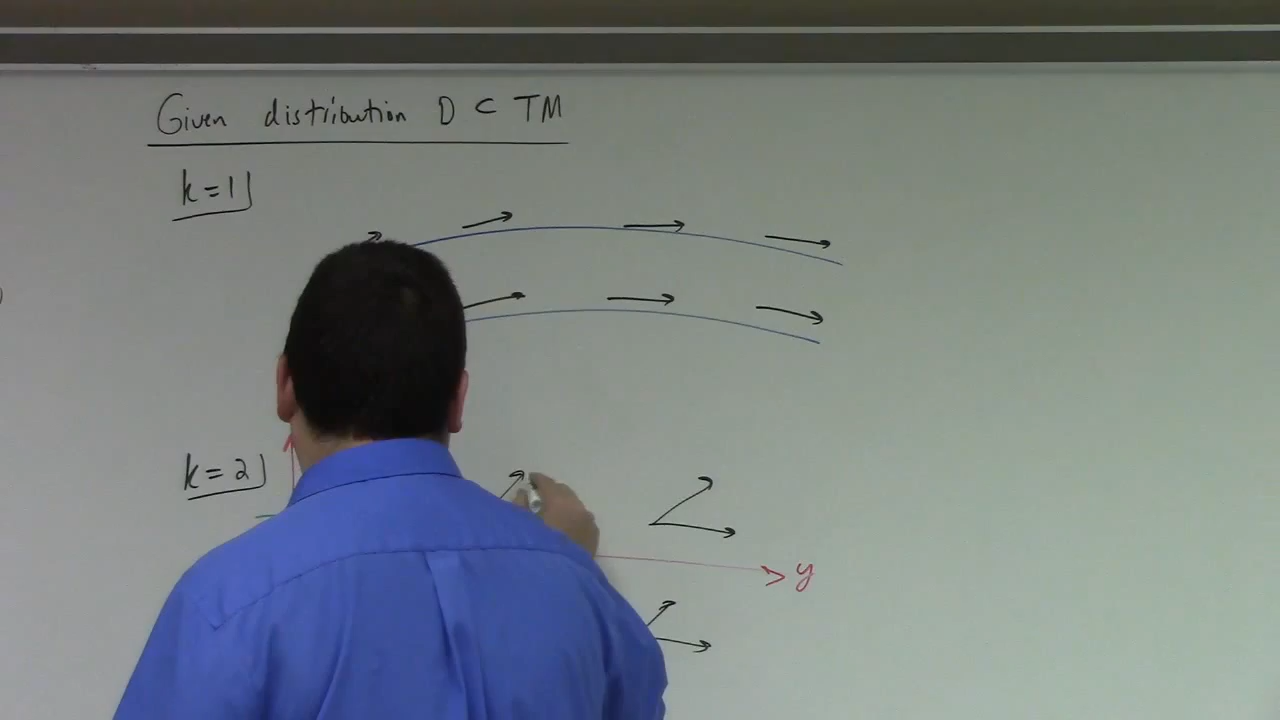 Given distribution D ⊂ TM
k=1
k=2
y